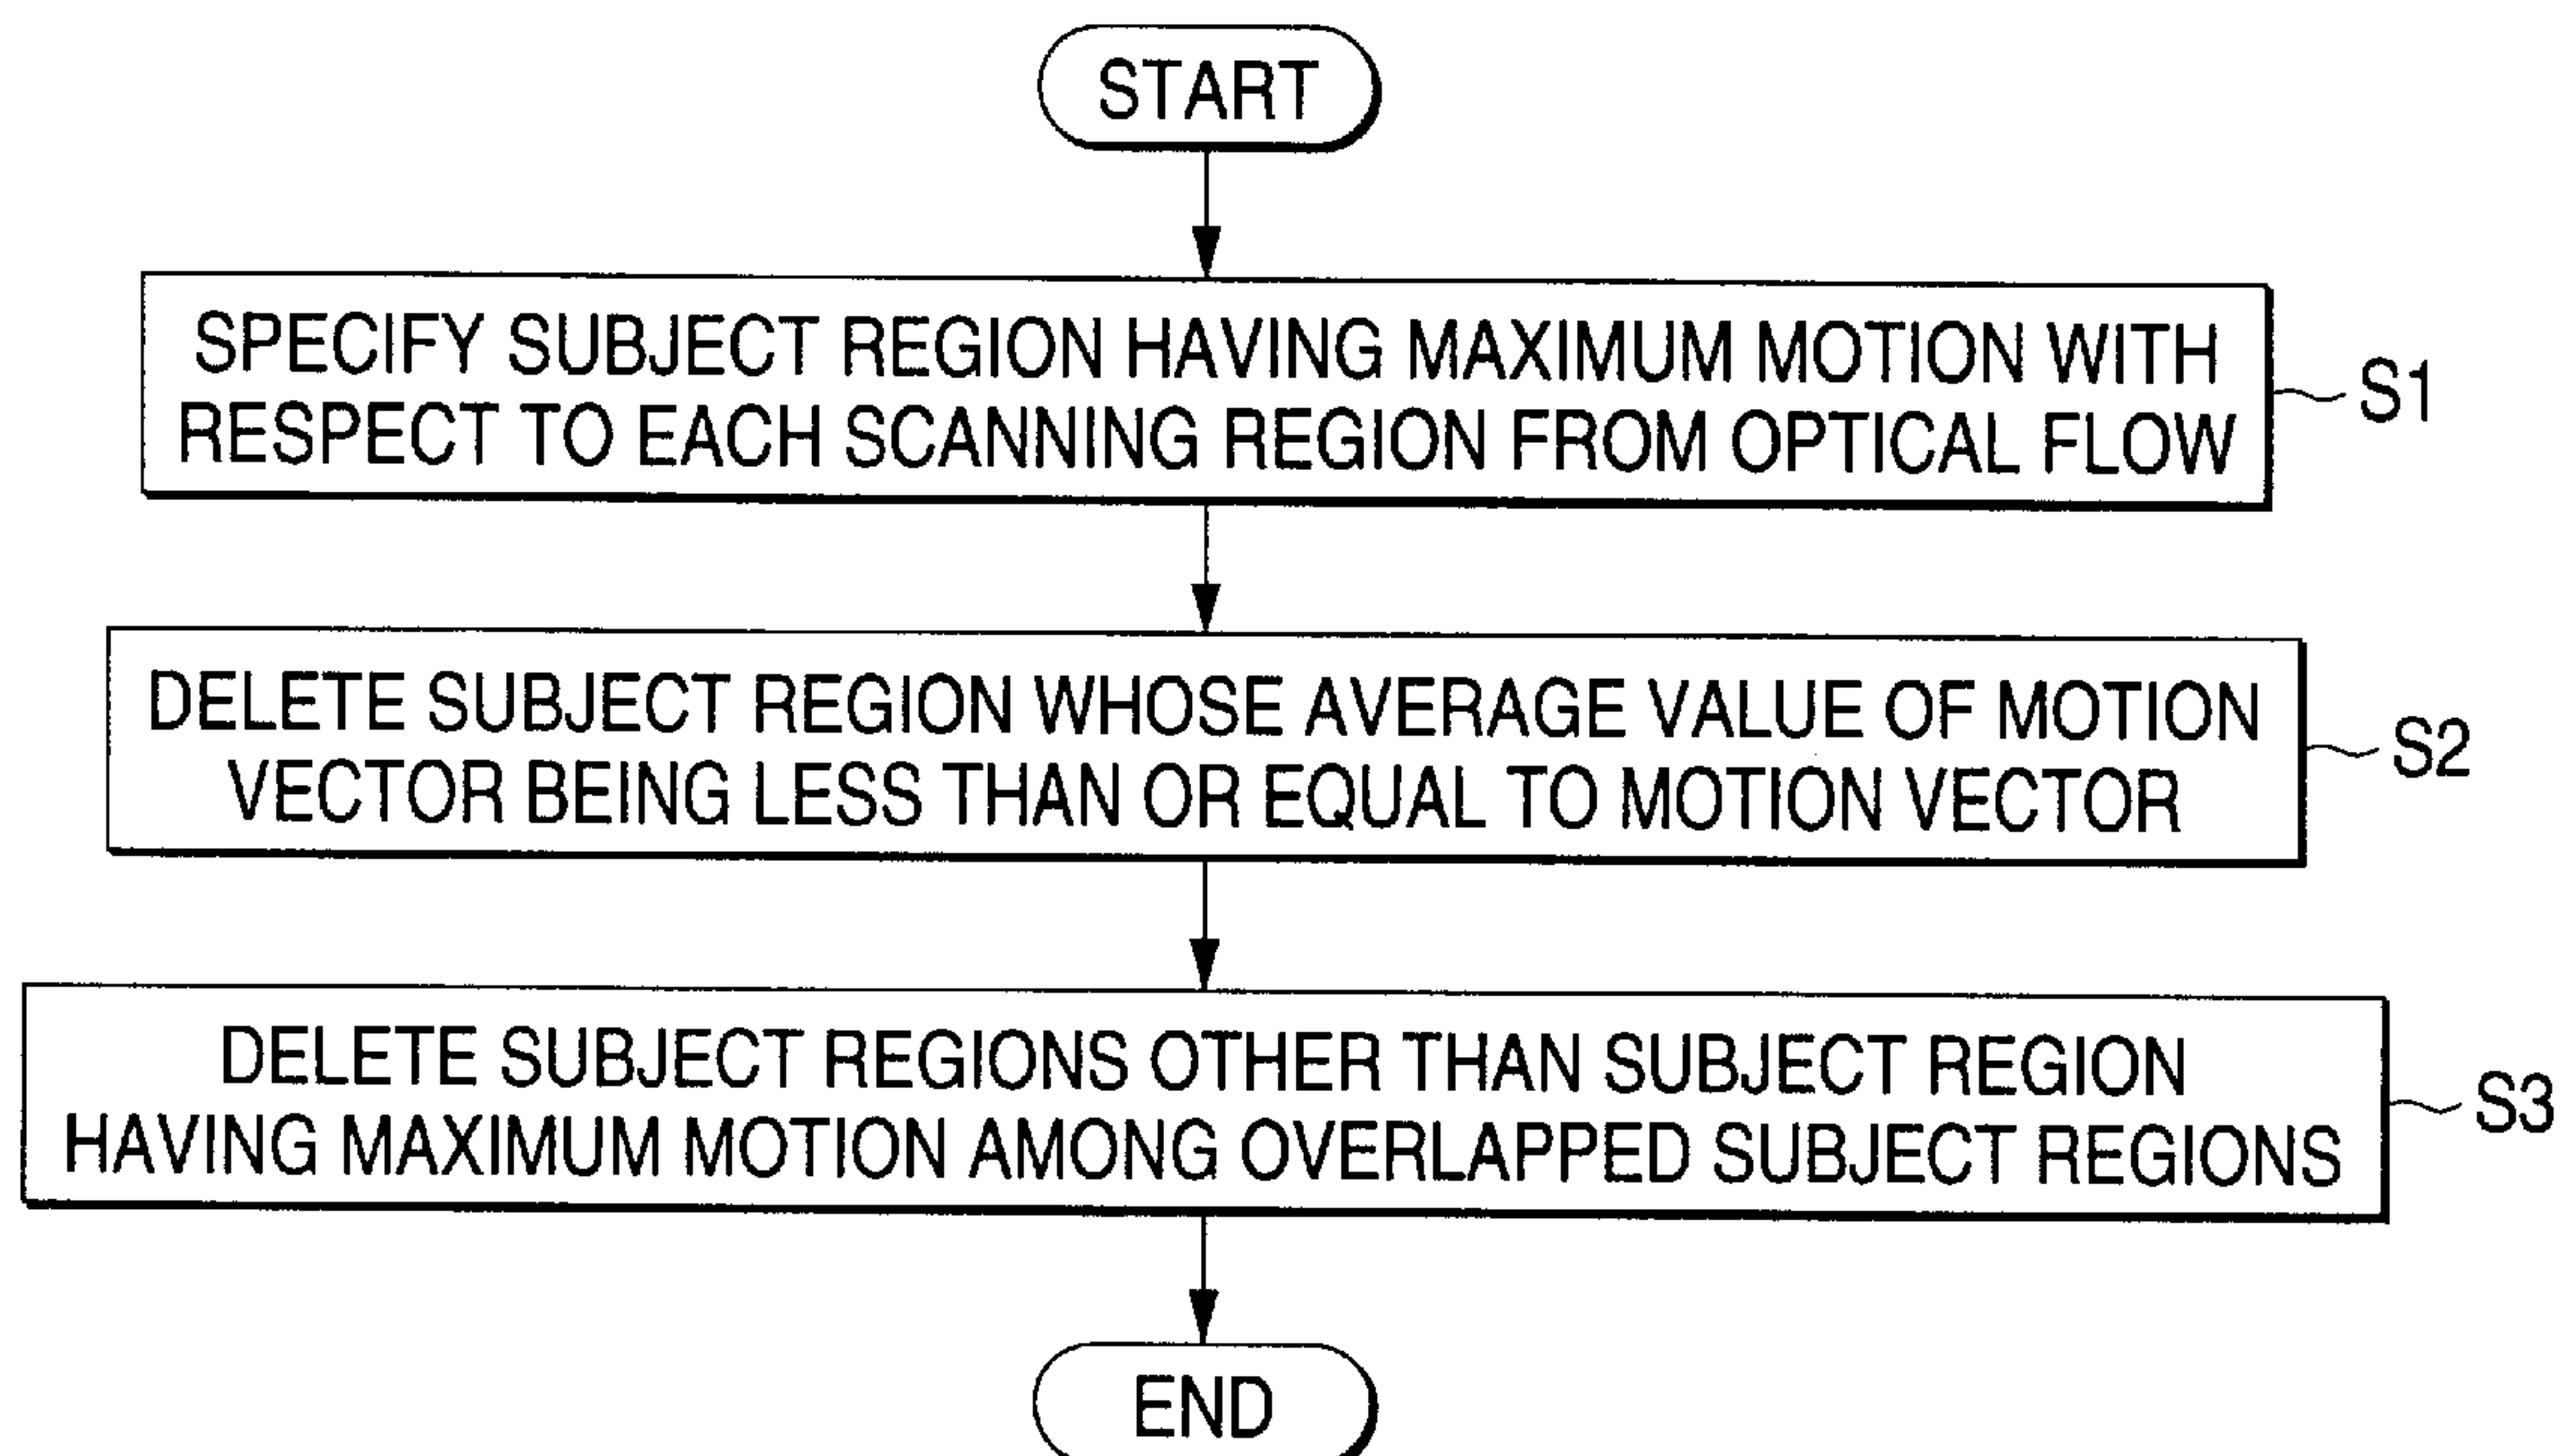 START
SPECIFY SUBJECT REGION HAVING MAXIMUM MOTION WITH
RESPECT TO EACH SCANNING REGION FROM OPTICAL FLOW
S1
DELETE SUBJECT REGION WHOSE AVERAGE VALUE OF MOTION
VECTOR BEING LESS THAN OR EQUAL TO MOTION VECTOR
S2
DELETE SUBJECT REGIONS OTHER THAN SUBJECT REGION
HAVING MAXIMUM MOTION AMONG OVERLAPPED SUBJECT REGIONS
S3
END